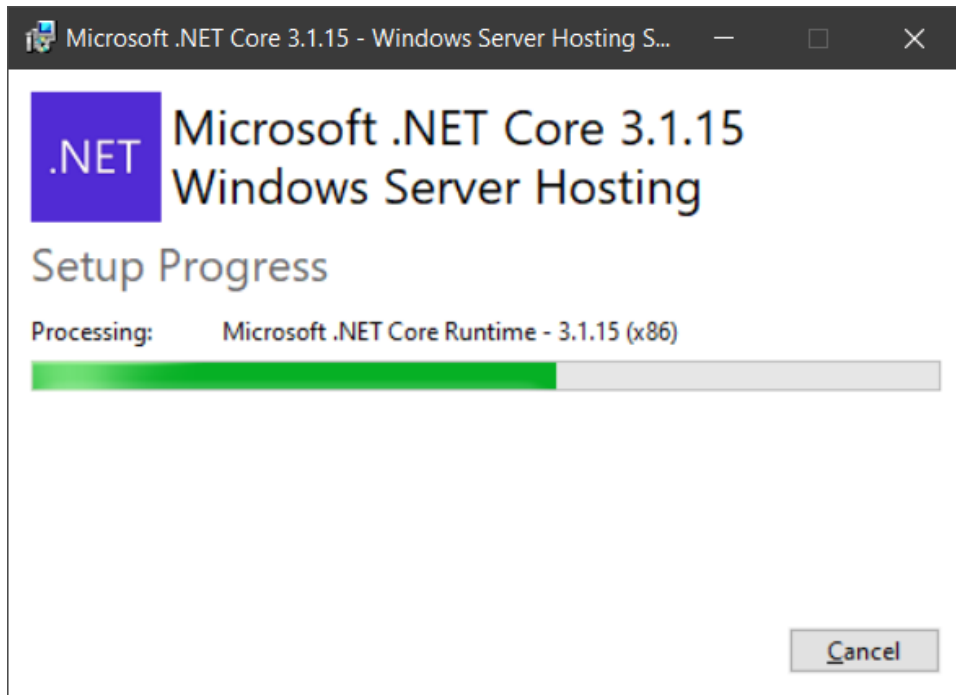 Microsoft .NET Core 3.1.15 - Windows Server Hosting S...
.NET
Microsoft .NET Core 3.1.15
Windows Server Hosting
Setup Progress
Processing: Microsoft .NET Core Runtime - 3.1.15 (x86)
Cancel